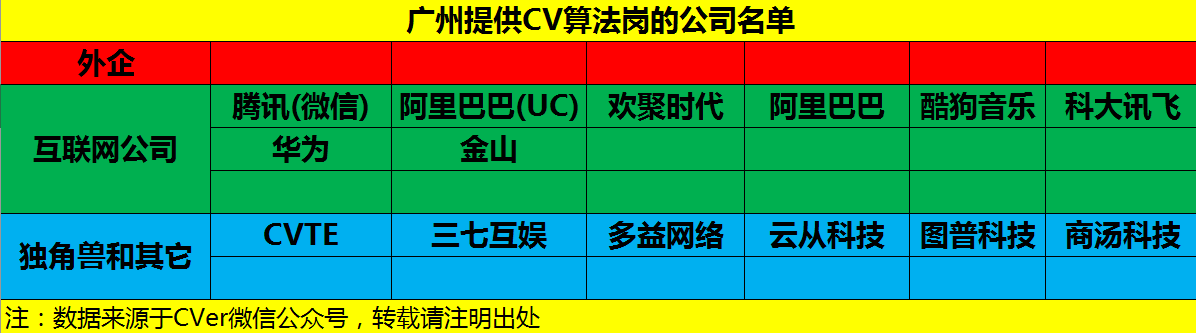 广州提供CV算法岗的公司名单
外企
腾讯(微信) 阿里巴巴(UC) 欢聚时代 阿里巴巴 酷狗音乐 科大讯飞
互联网公司
华为 金山
CVTE 三七互娱 多益网络 云从科技 图普科技 商汤科技
独角兽和其它
注：数据来源于CVer微信公众号，转载请注明出处